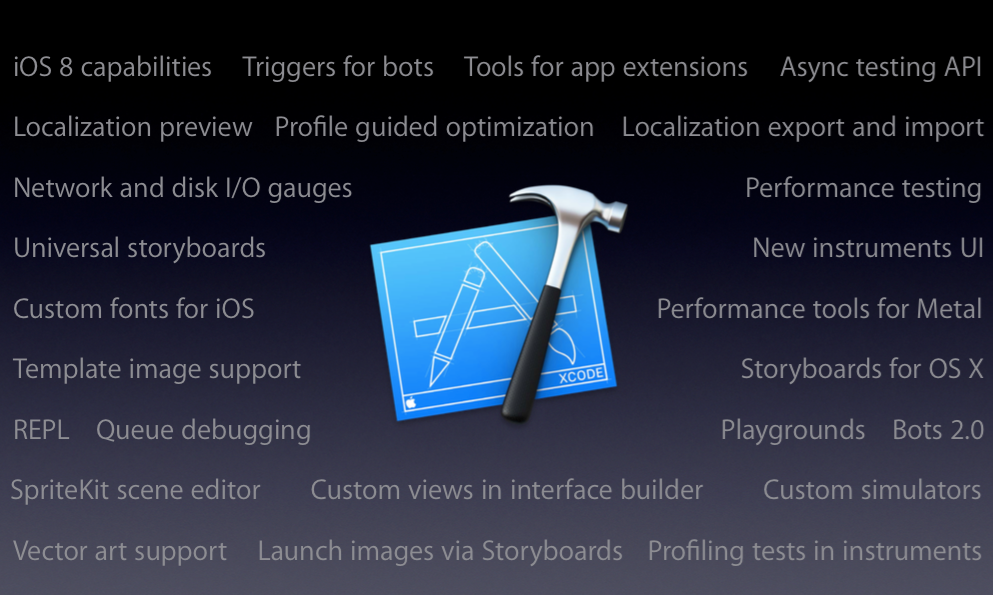 iOS 8 capabilities Triggers for bots Tools for app extensions Async testing API
Localization preview Profile guided optimization Localization export and import
Network and disk I/O gauges Performance testing
Universal storyboards New instruments UI
Custom fonts for iOS Performance tools for Metal
Template image support Storyboards for OS X
XCODE
REPL Queue debugging Playgrounds Bots 2.0
SpriteKit scene editor Custom views in interface builder Custom simulators
Vector art support Launch images via Storyboards Profiling tests in instruments